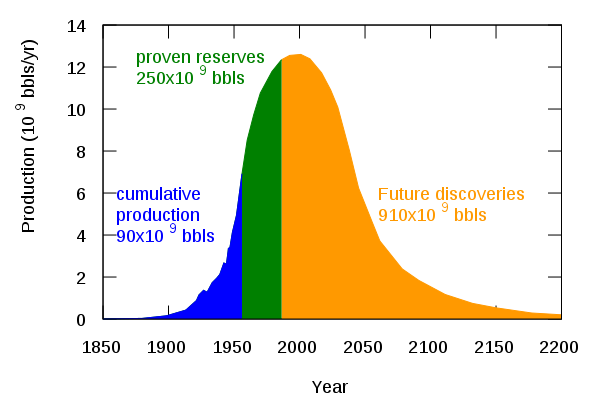 14
12
10
8
6
4
2
0
Production (10 9 bbls/yr)
proven reserves
250x10 9 bbls
cumulative
production
90x10 9 bbls
Future discoveries
910x10 9 bbls
1850 1900 1950 2000 2050 2100 2150 2200
Year